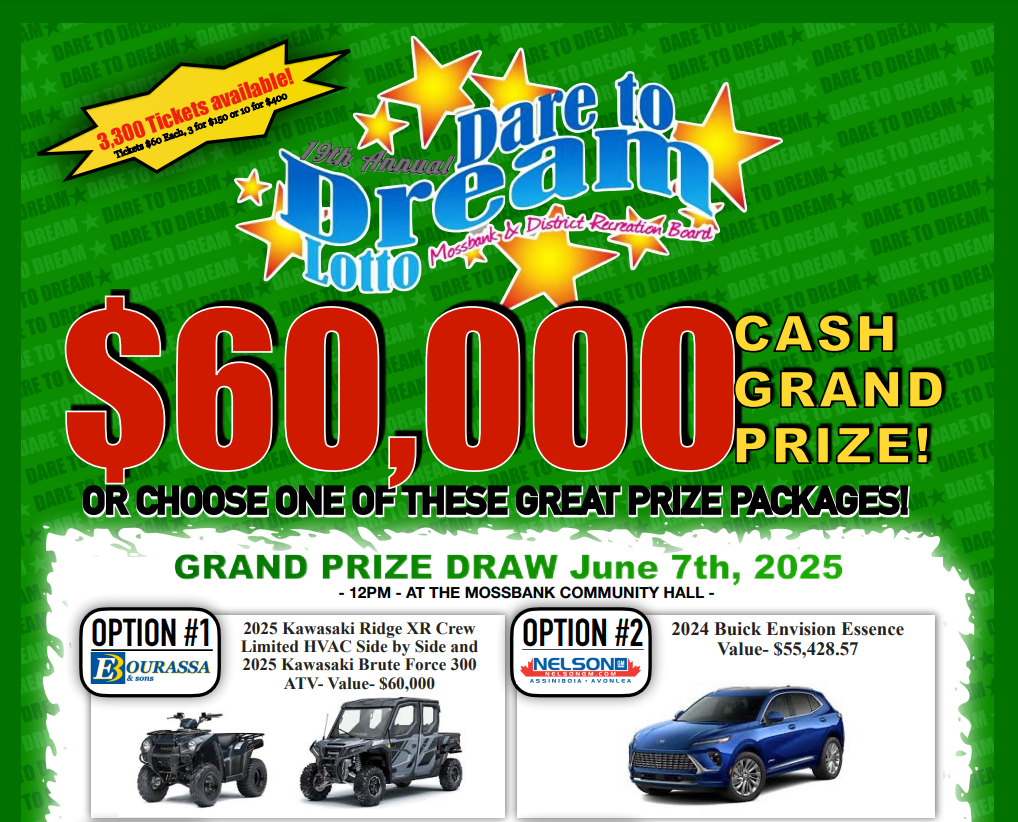 3,300 Tickets available!
Tickets $60 Each, 3 for $150 or 10 for $400
19th Annual
Dare to
Dream
Lotto
Mossbank & District Recreation Board
$60,000
CASH
GRAND
PRIZE!
OR CHOOSE ONE OF THESE GREAT PRIZE PACKAGES!
GRAND PRIZE DRAW June 7th, 2025
- 12PM - AT THE MOSSBANK COMMUNITY HALL -
OPTION #1
BOURASSA
& sons
2025 Kawasaki Ridge XR Crew
Limited HVAC Side by Side and
2025 Kawasaki Brute Force 300
ATV- Value- $60,000
OPTION #2
NELSON GM
NELSONGM.COM
ASSINIBOIA • AVONLEA
2024 Buick Envision Essence
Value- $55,428.57